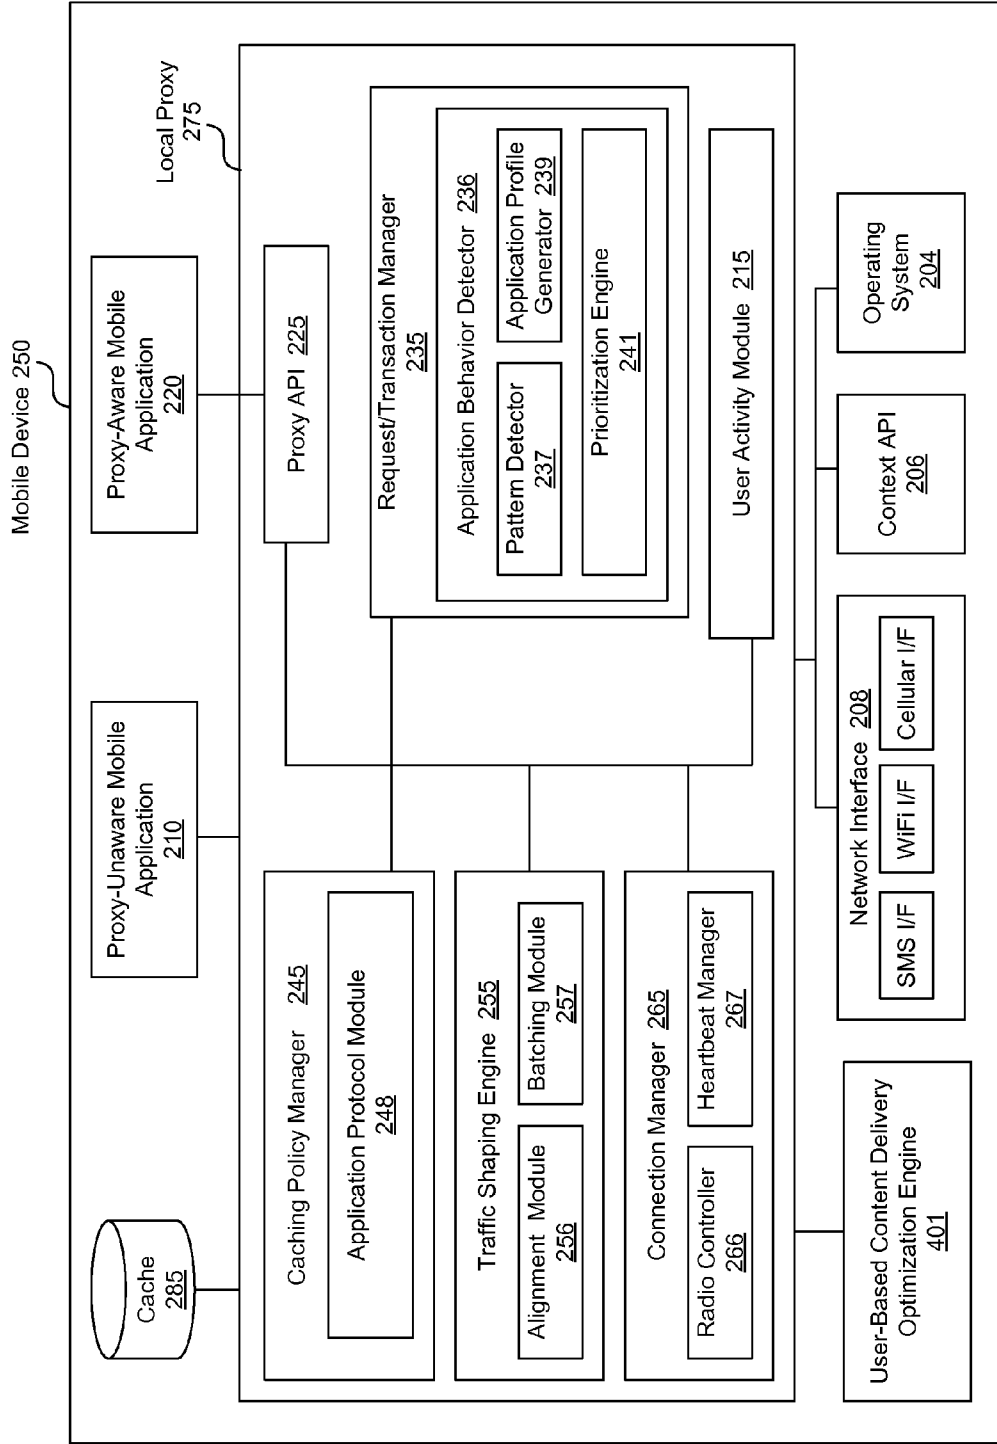 Mobile Device 250
Cache
285
Proxy-Unaware Mobile
Application
210
Proxy-Aware Mobile
Application
220
Local Proxy
275
Caching Policy Manager 245
Application Protocol Module
248
Proxy API 225
Traffic Shaping Engine 255
Alignment Module
256
Batching Module
257
Request/Transaction Manager
235
Application Behavior Detector 236
Pattern Detector
237
Application Profile
Generator 239
Prioritization Engine
241
Connection Manager 265
Radio Controller
266
Heartbeat Manager
267
User Activity Module 215
User-Based Content Delivery
Optimization Engine
401
Network Interface 208
SMS I/F
WiFi I/F
Cellular I/F
Context API
206
Operating
System
204